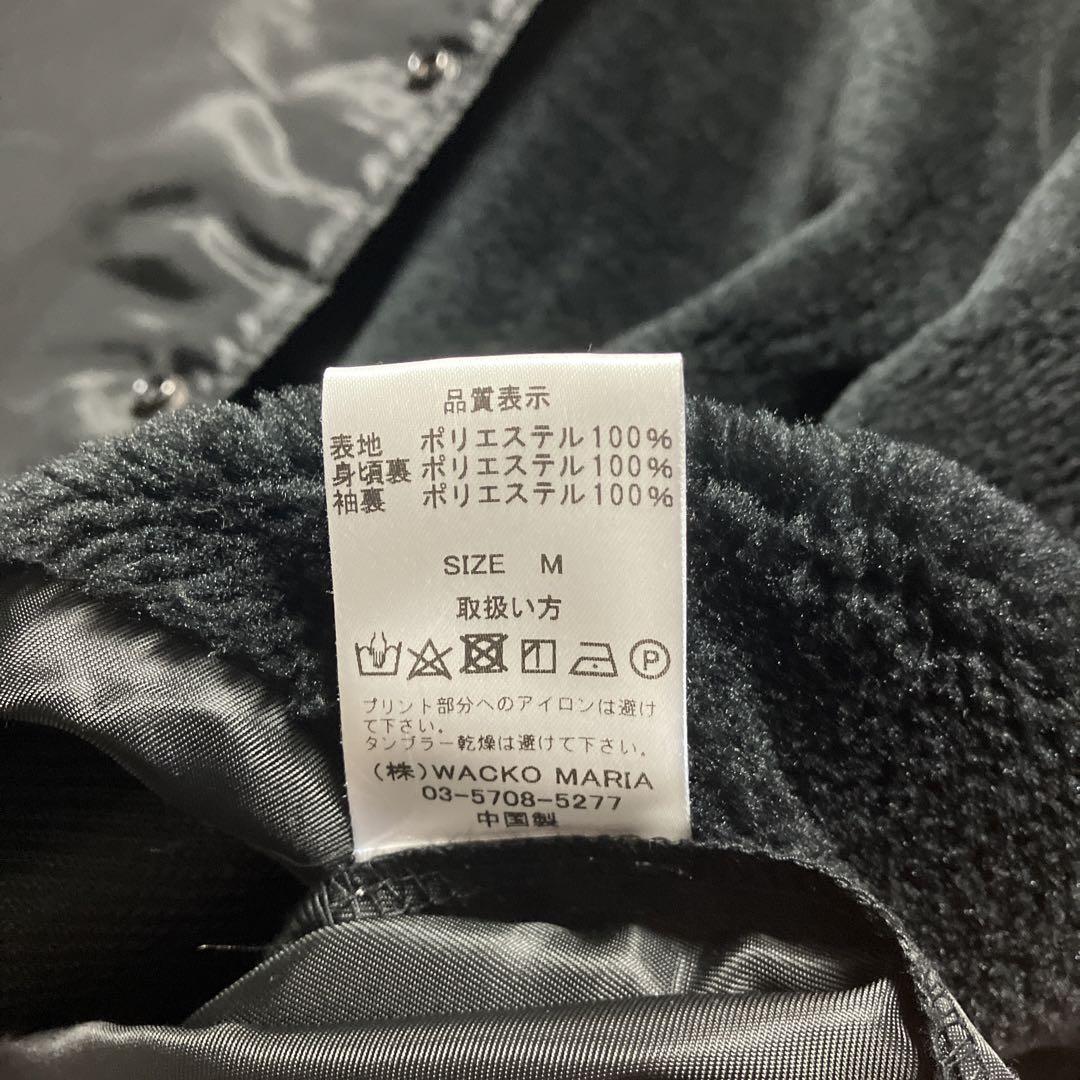 品質表示
表地 ポリエステル100%
身頃裏 ポリエステル100%
袖裏 ポリエステル100%
SIZE M
取扱い方
P
プリント部分へのアイロンは避け
て下さい。
タンブラー乾燥は避けて下さい。
(株)WACKO MARIA
03-5708-5277
中国製